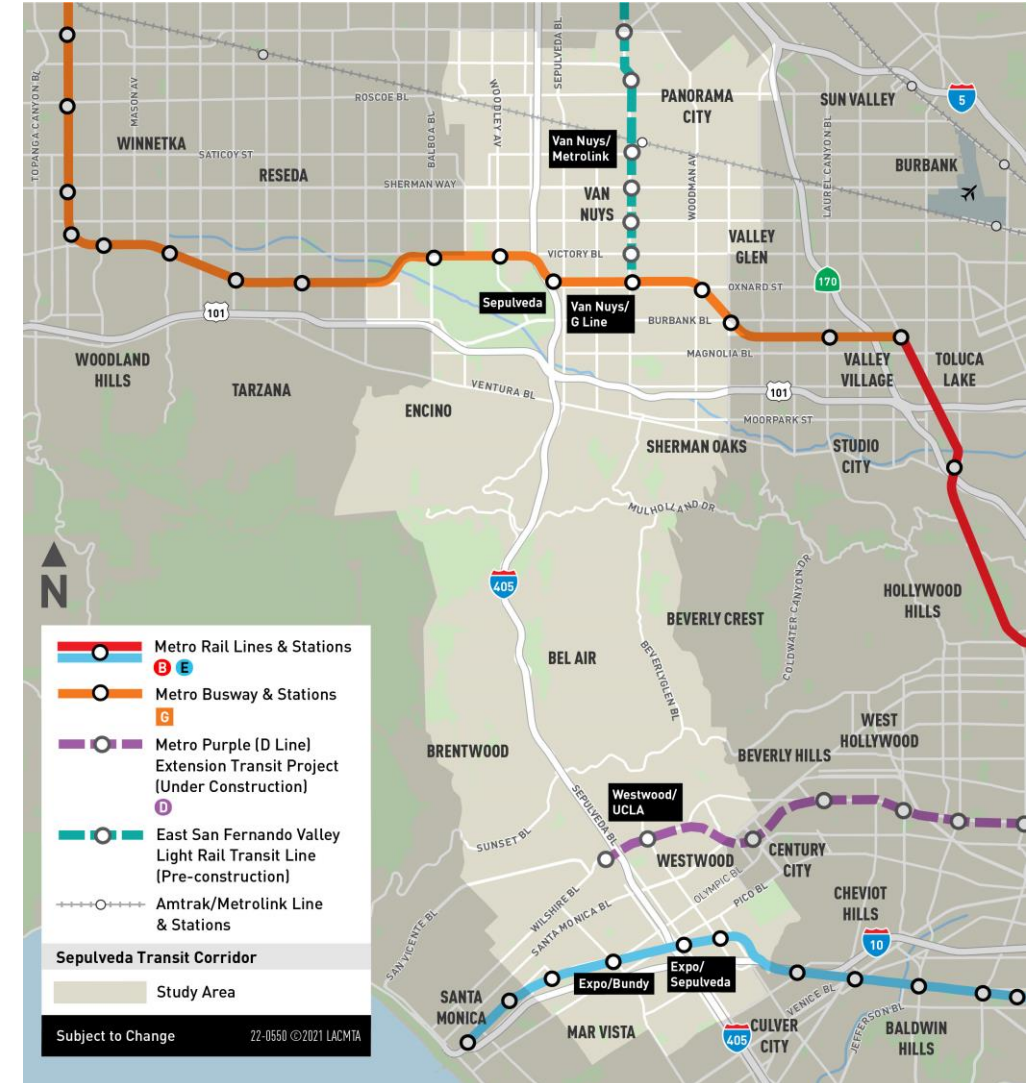 TOPANGA CANYON BL
MASON AV
WINNETKA
SATICOY ST
RESEDA
ROSCOE BL
SHERMAN WAY
BALBOA BL
WOODLEY AV
SEPULVEDA BL
PANORAMA
CITY
Van Nuys/
Metrolink
VAN
NUYS
WOODMAN AV
LAUREL CANYON BL
SUN VALLEY
5
BURBANK
VALLEY
GLEN
VICTORY BL
OXNARD ST
170
Sepulveda
Van Nuys/
G Line
BURBANK BL
MAGNOLIA BL
101
WOODLAND
HILLS
TARZANA
VENTURA BL
ENCINO
VALLEY
VILLAGE
TOLUCA
LAKE
101
MOORPARK ST
SHERMAN OAKS
STUDIO
CITY
MULHOLLAND DR
N
405
COLDWATER CANYON DR
HOLLYWOOD
HILLS
BEVERLY CREST
BEL AIR
BEVERLYGLEN BL
WEST
HOLLYWOOD
BRENTWOOD
BEVERLY HILLS
SEPULVEDA BL
Westwood/
UCLA
SUNSET BL
WESTWOOD
CENTURY
CITY
OLYMPIC BL
PICO BL
WILSHIRE BL
SANTA MONICA BL
SAN VICENTE BL
CHEVIOT
HILLS
10
Expo/Bundy
Expo/
Sepulveda
SANTA
MONICA
MAR VISTA
VENICE BL
JEFFERSON BL
405
CULVER
CITY
BALDWIN
HILLS
Metro Rail Lines & Stations
B E
Metro Busway & Stations
G
Metro Purple (D Line)
Extension Transit Project
(Under Construction)
D
East San Fernando Valley
Light Rail Transit Line
(Pre-construction)
Amtrak/Metrolink Line
& Stations
Sepulveda Transit Corridor
Study Area
Subject to Change 22-0550 ©2021 LACMTA